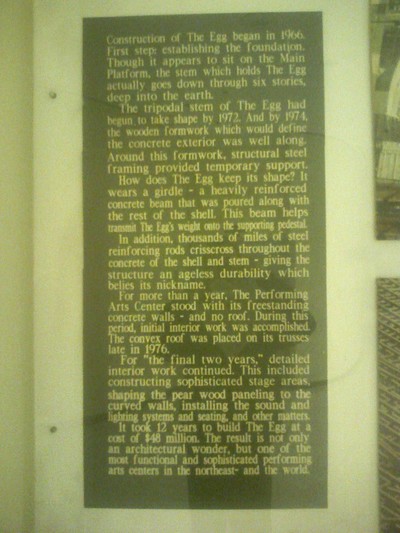 Construction of The Egg began in 1966.
First step: establishing the foundation.
Though it appears to sit on the Main
Platform, the stem which holds The Egg
actually goes down through six stories,
deep into the earth.
The tripodal stem of The Egg had
begun to take shape by 1972. And by 1974,
the wooden formwork which would define
the concrete exterior was well along.
Around this formwork, structural steel
framing provided temporary support.
How does The Egg keep its shape? It
wears a girdle - a heavily reinforced
concrete beam that was poured along with
the rest of the shell. This beam helps
transmit The Egg's weight onto the supporting pedestal.
In addition, thousands of miles of steel
reinforcing rods crisscross throughout the
concrete of the shell and stem - giving the
structure an ageless durability which
belies its nickname.
For more than a year, The Performing
Arts Center stood with its freestanding
concrete walls - and no roof. During this
period, initial interior work was accomplished.
The convex roof was placed on its trusses
late in 1976.
For "the final two years," detailed
interior work continued. This included
constructing sophisticated stage areas,
shaping the pear wood paneling to the
curved walls, installing the sound and
lighting systems and seating, and other matters.
It took 12 years to build The Egg at a
cost of $48 million. The result is not only
an architectural wonder, but one of the
most functional and sophisticated performing
arts centers in the northeast- and the world.